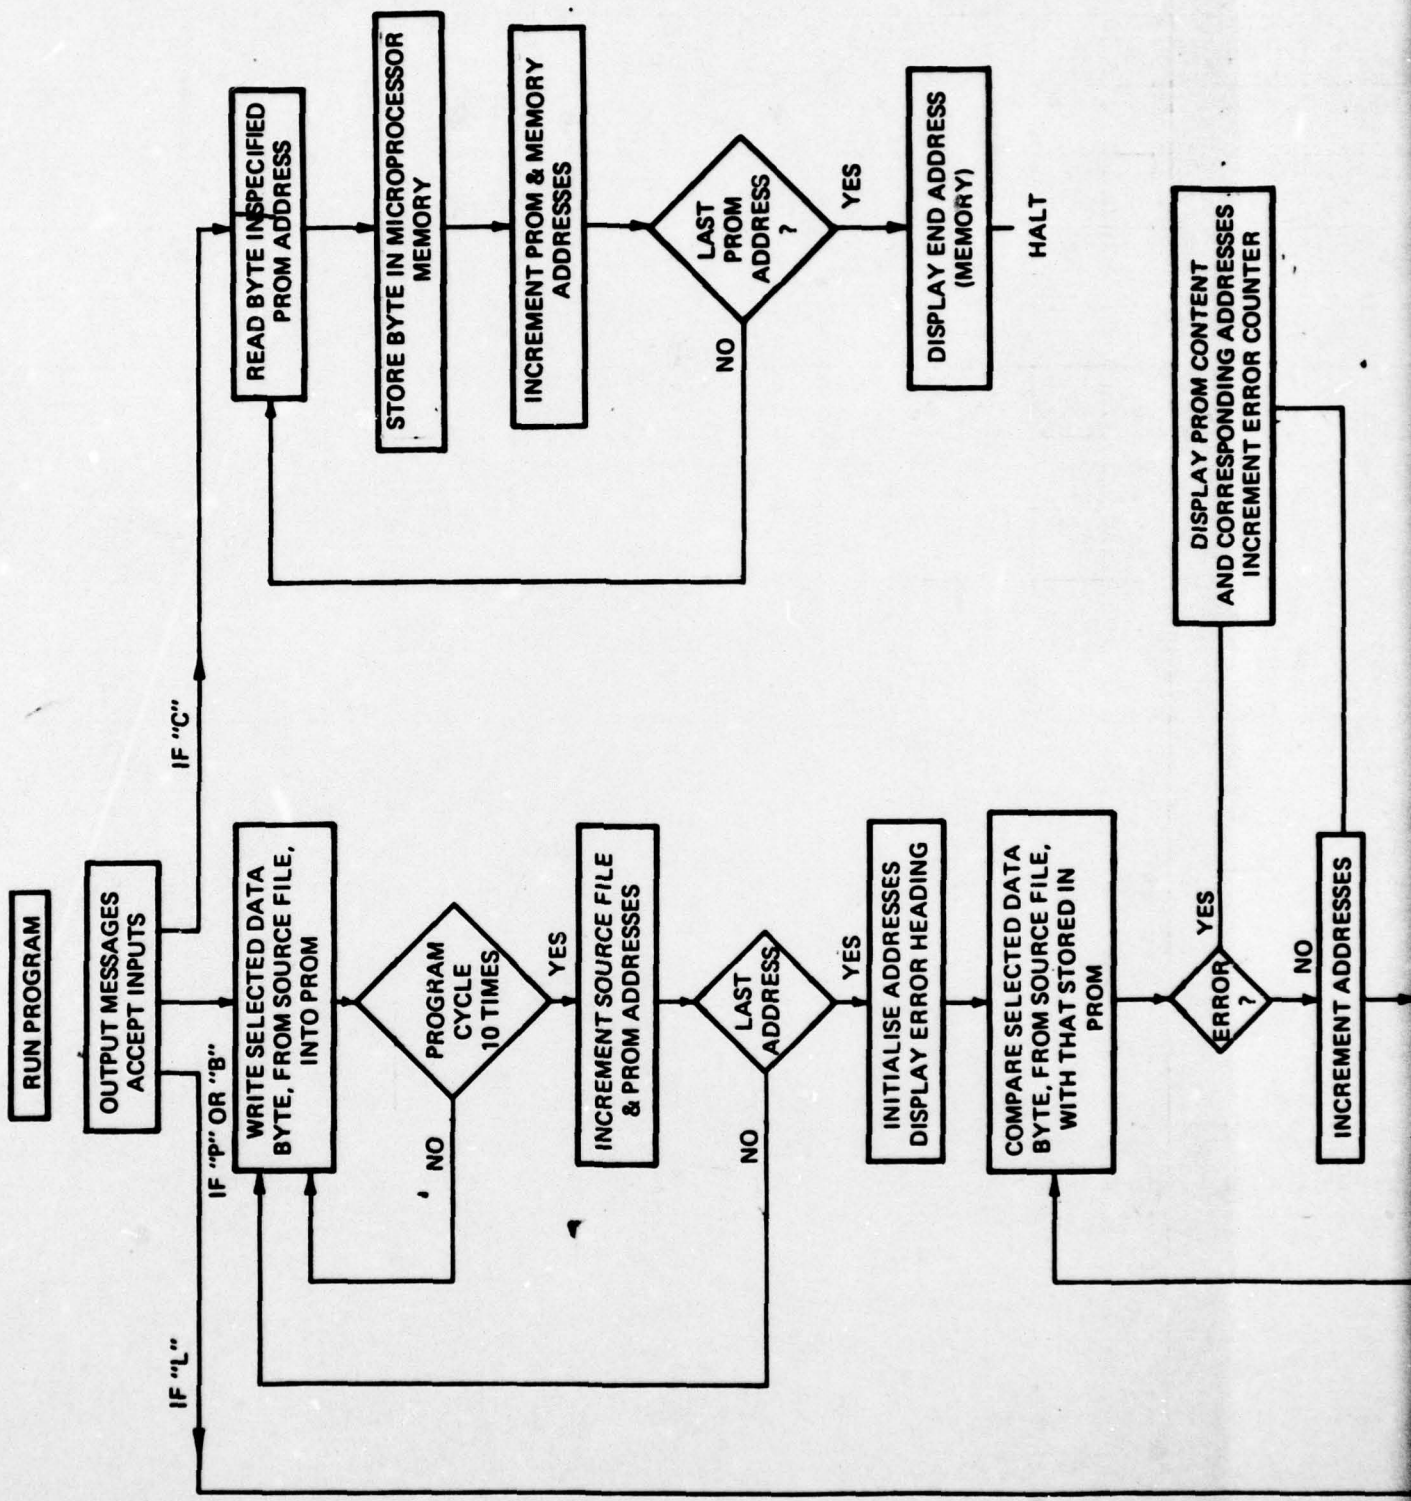 RUN PROGRAM
OUTPUT MESSAGES
ACCEPT INPUTS
IF "L"
IF "P" OR "B"
IF "C"
WRITE SELECTED DATA
BYTE, FROM SOURCE FILE,
INTO PROM
PROGRAM
CYCLE
10 TIMES
NO
YES
INCREMENT SOURCE FILE
& PROM ADDRESSES
LAST
ADDRESS
NO
YES
INITIALISE ADDRESSES
DISPLAY ERROR HEADING
COMPARE SELECTED DATA
BYTE, FROM SOURCE FILE,
WITH THAT STORED IN
PROM
ERROR
?
YES
NO
INCREMENT ADDRESSES
DISPLAY PROM CONTENT
AND CORRESPONDING ADDRESSES
INCREMENT ERROR COUNTER
READ BYTE INSPECIFIED
PROM ADDRESS
STORE BYTE IN MICROPROCESSOR
MEMORY
INCREMENT PROM & MEMORY
ADDRESSES
LAST
PROM
ADDRESS
?
NO
YES
DISPLAY END ADDRESS
(MEMORY)
HALT